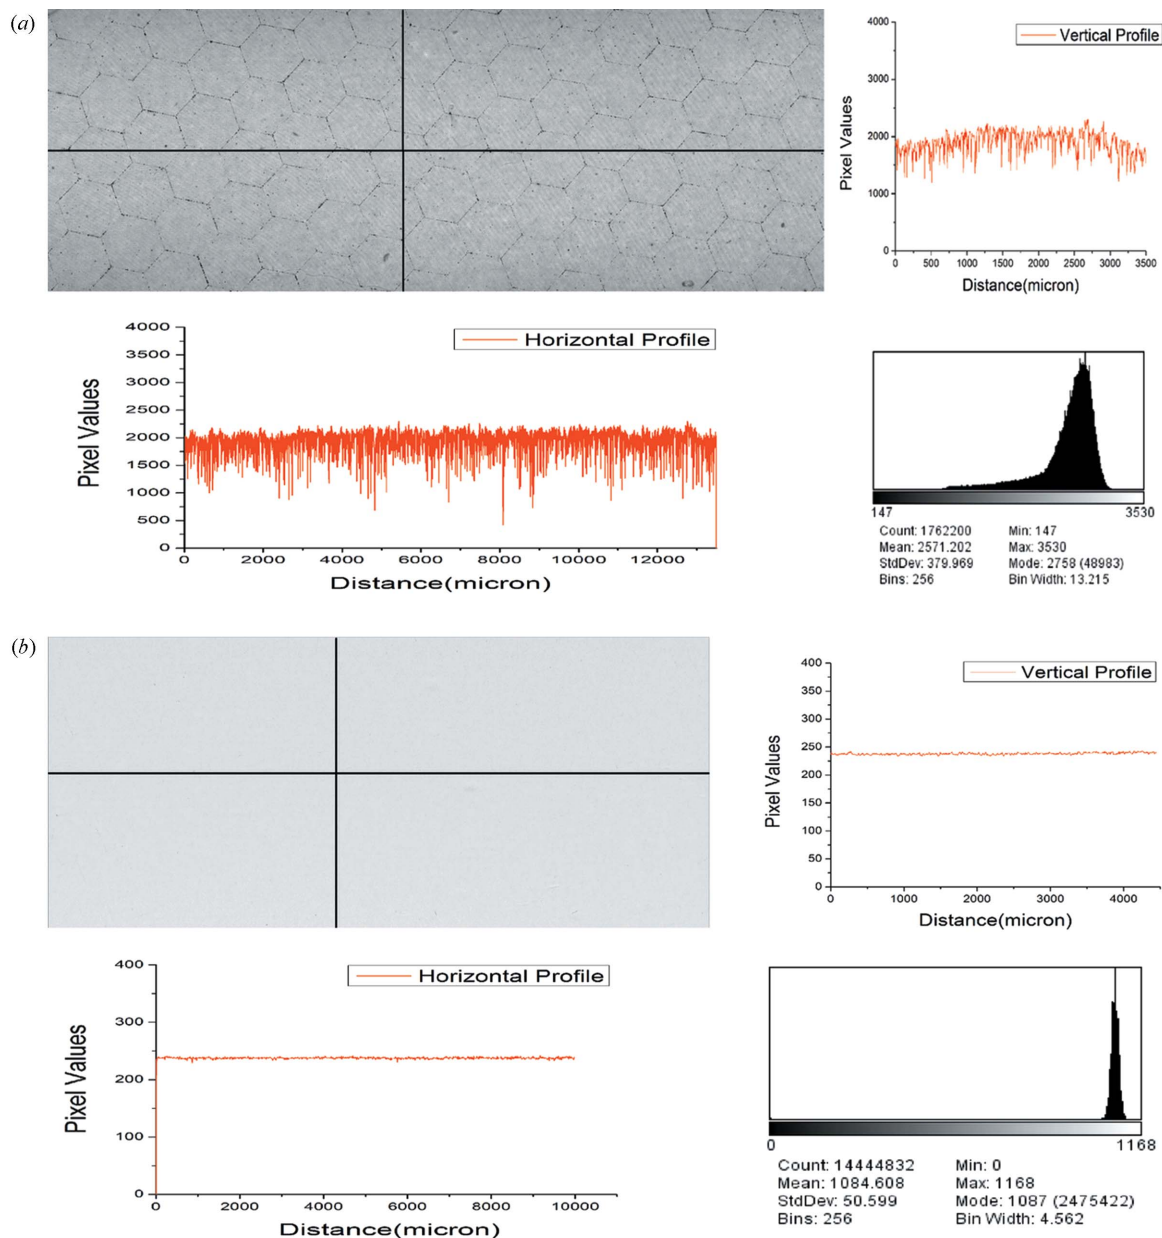 (a)
Vertical Profile
Pixel Values
4000
3000
2000
1000
0
0 500 1000 1500 2000 2500 3000 3500
Distance(micron)
Horizontal Profile
Pixel Values
4000
3500
3000
2500
2000
1500
1000
500
0
0 2000 4000 6000 8000 10000 12000
Distance(micron)
147 3530
Count: 1762200 Min: 147
Mean: 2571.202 Max: 3530
StdDev: 379.969 Mode: 2758 (48983)
Bins: 256 Bin Width: 13.215
(b)
Vertical Profile
Pixel Values
400
350
300
250
200
150
100
50
0
0 1000 2000 3000 4000
Distance(micron)
Horizontal Profile
Pixel Values
400
300
200
100
0
0 2000 4000 6000 8000 10000
Distance(micron)
0 1168
Count: 14444832 Min: 0
Mean: 1084.608 Max: 1168
StdDev: 50.599 Mode: 1087 (2475422)
Bins: 256 Bin Width: 4.562